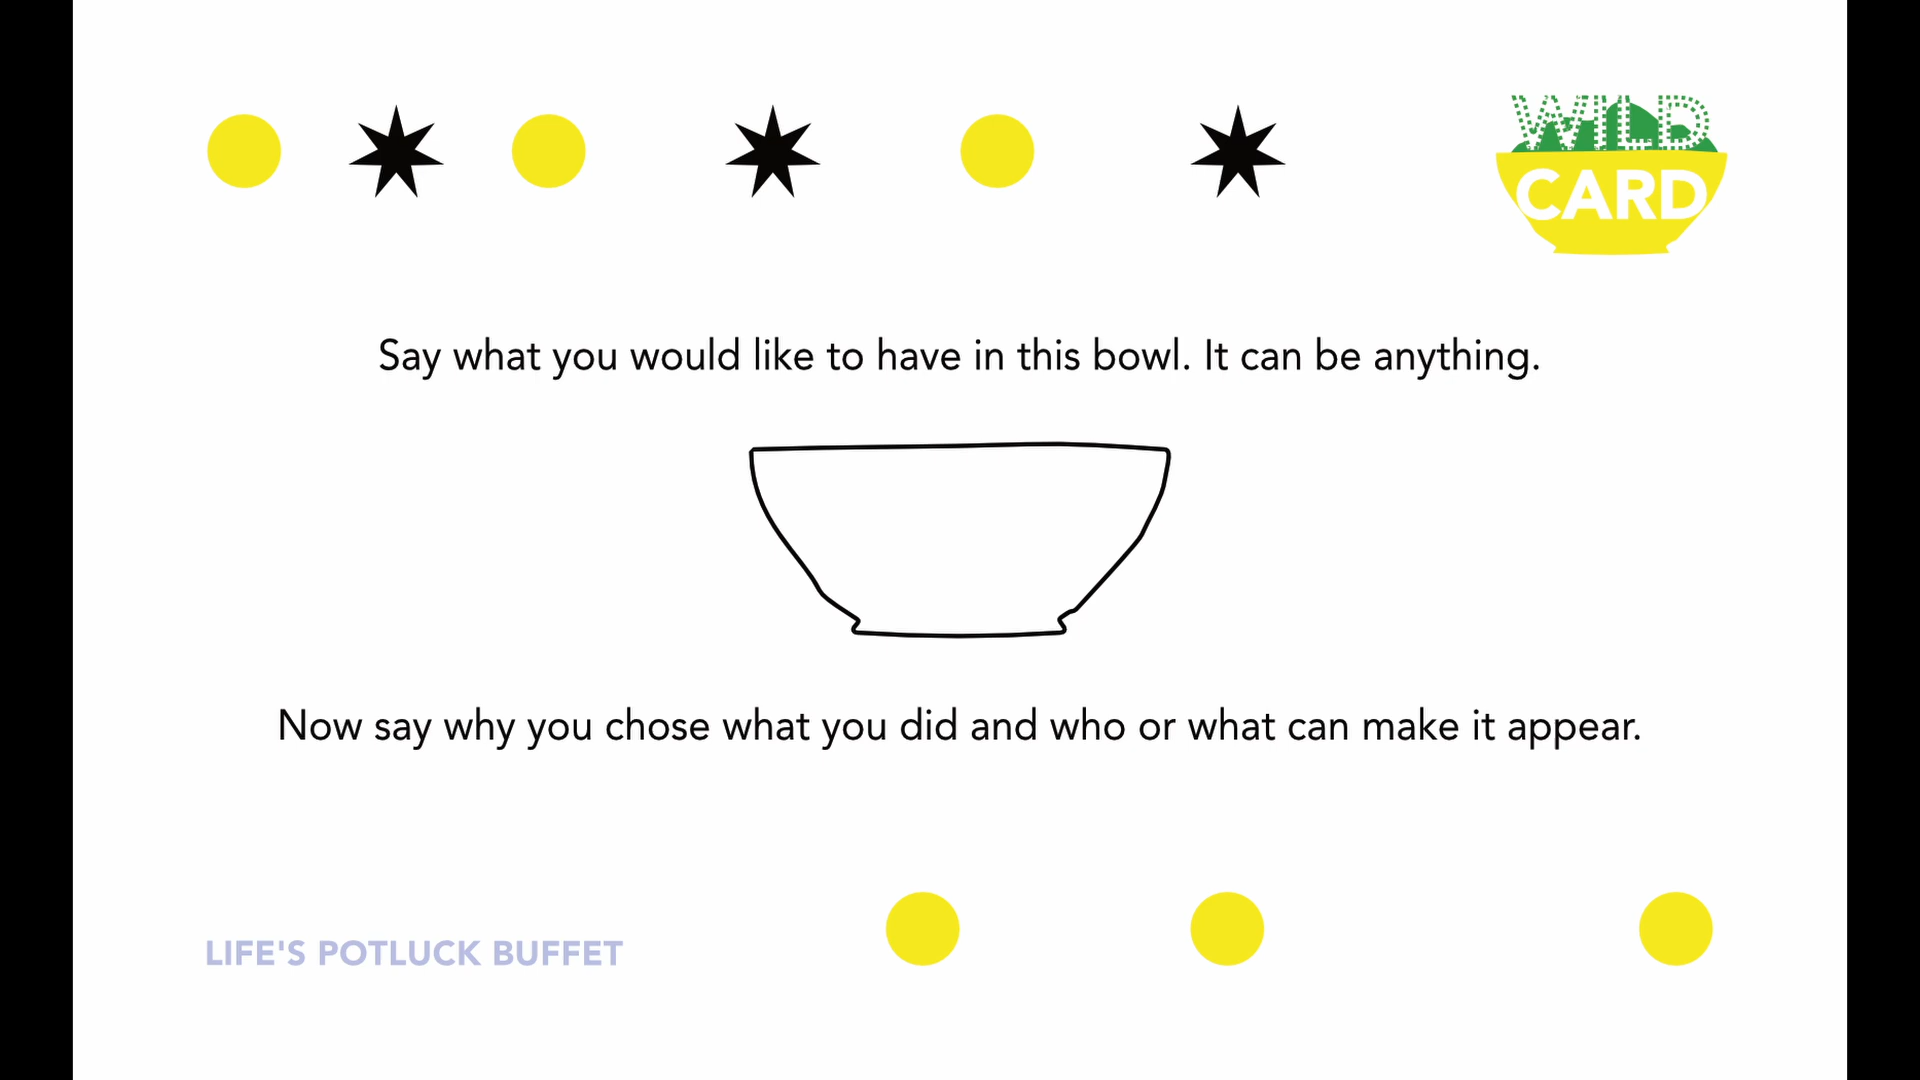 WILD
CARD
Say what you would like to have in this bowl. It can be anything.
Now say why you chose what you did and who or what can make it appear.
LIFE'S POTLUCK BUFFET